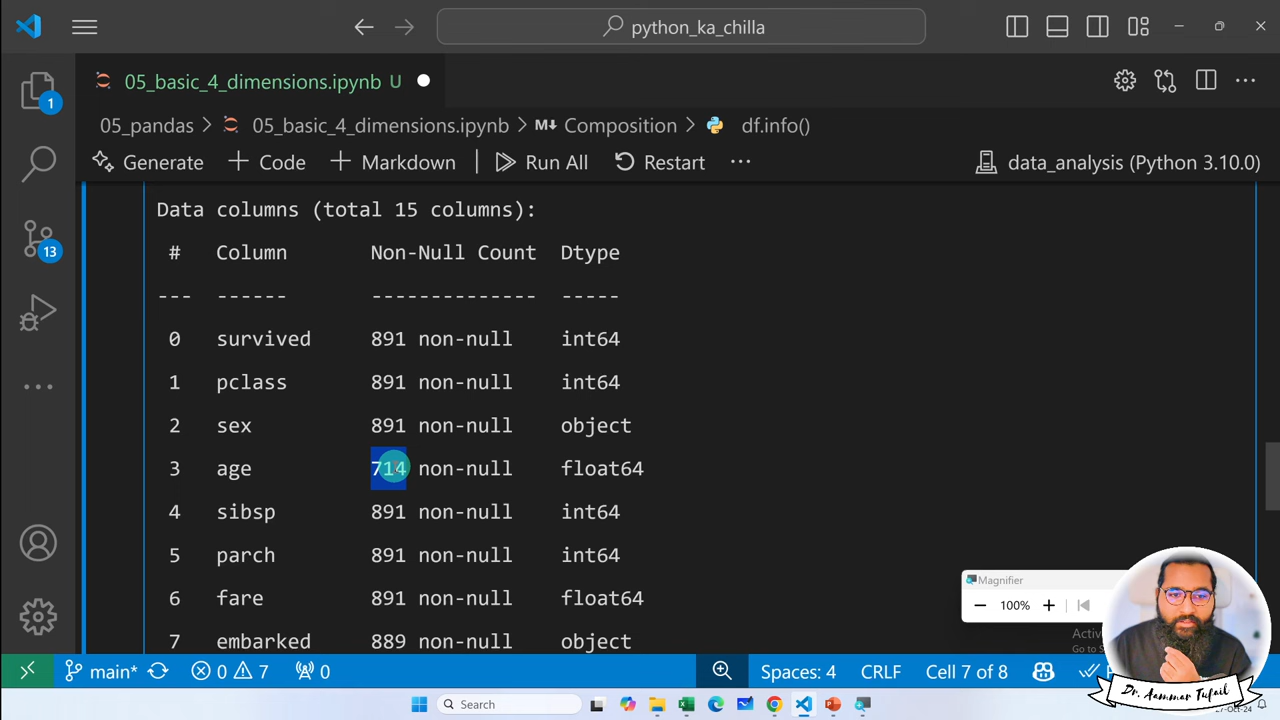 python_ka_chilla
05_basic_4_dimensions.ipynb U
05_pandas > 05_basic_4_dimensions.ipynb > M↓ Composition > df.info()
Generate + Code + Markdown | Run All Restart ...
data_analysis (Python 3.10.0)
Data columns (total 15 columns):
# Column Non-Null Count Dtype
--- ------ -------------- -----
0 survived 891 non-null int64
1 pclass 891 non-null int64
2 sex 891 non-null object
3 age 714 non-null float64
4 sibsp 891 non-null int64
5 parch 891 non-null int64
6 fare 891 non-null float64
7 embarked 889 non-null object
1
13
Magnifier
100%
Dr. Aammar Tufail
main* 0 7 0
Spaces: 4 CRLF Cell 7 of 8
Search